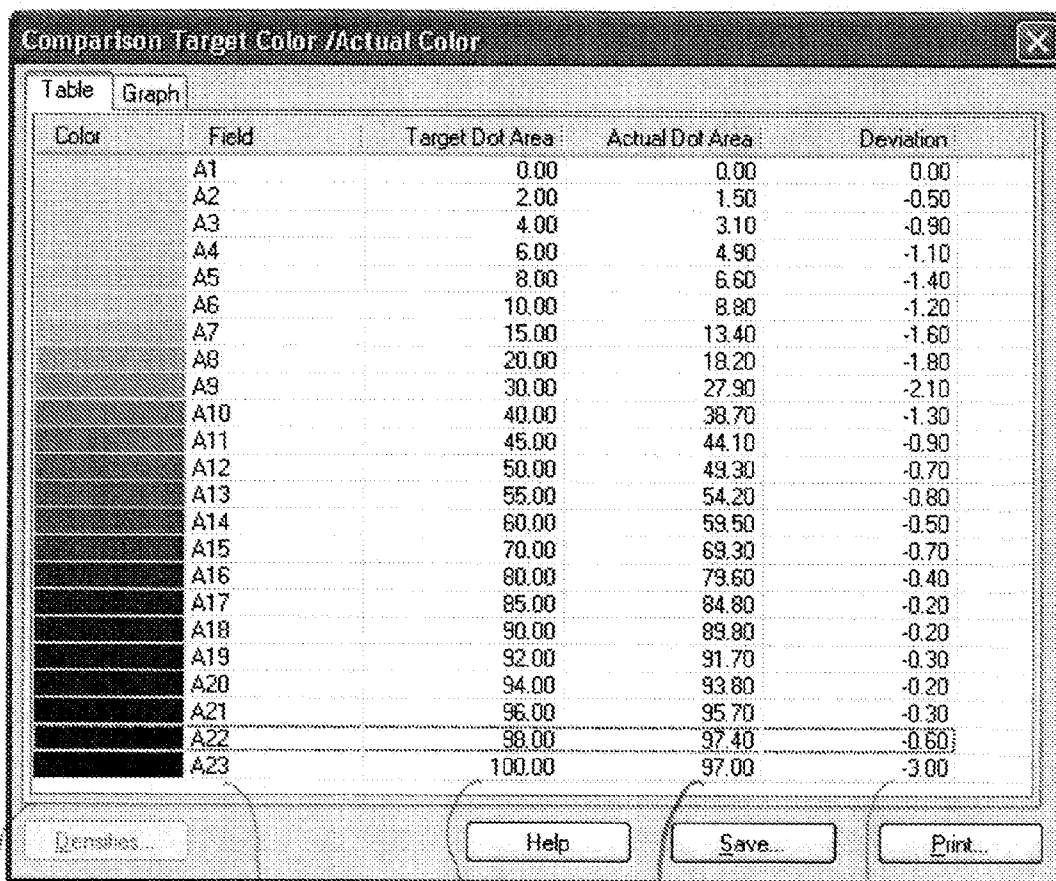 Comparison Target Color /Actual Color
Table Graph
Color Field Target Dot Area Actual Dot Area Deviation
A1 0.00 0.00 0.00
A2 2.00 1.50 -0.50
A3 4.00 3.10 -0.90
A4 6.00 4.90 -1.10
A5 8.00 6.60 -1.40
A6 10.00 8.80 -1.20
A7 15.00 13.40 -1.60
A8 20.00 18.20 -1.80
A9 30.00 27.90 -2.10
A10 40.00 38.70 -1.30
A11 45.00 44.10 -0.90
A12 50.00 49.30 -0.70
A13 55.00 54.20 -0.80
A14 60.00 59.50 -0.50
A15 70.00 69.30 -0.70
A16 80.00 79.60 -0.40
A17 85.00 84.80 -0.20
A18 90.00 89.80 -0.20
A19 92.00 91.70 -0.30
A20 94.00 93.80 -0.20
A21 96.00 95.70 -0.30
A22 98.00 97.40 -0.60
A23 100.00 97.00 -3.00
Densities... Help Save... Print...